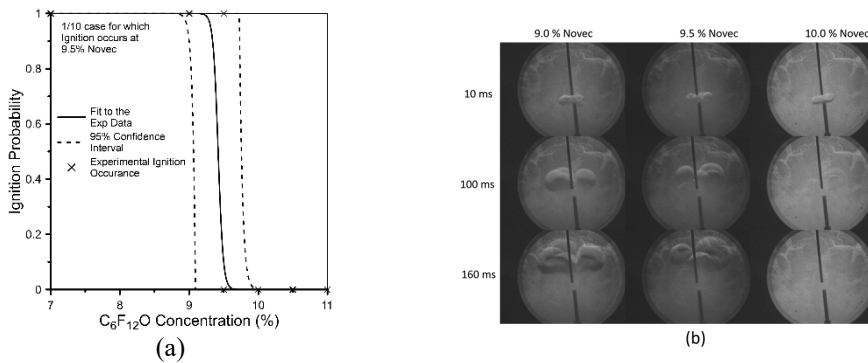 1/10 case for which
Ignition occurs at
9.5% Novec
Fit to the
Exp Data
95% Confidence
Interval
Experimental Ignition
Occurance
Ignition Probability
1
0.8
0.6
0.4
0.2
0
7 8 9 10 11
C₆F₁₂O Concentration (%)
(a)
9.0 % Novec 9.5 % Novec 10.0 % Novec
10 ms
100 ms
160 ms
(b)